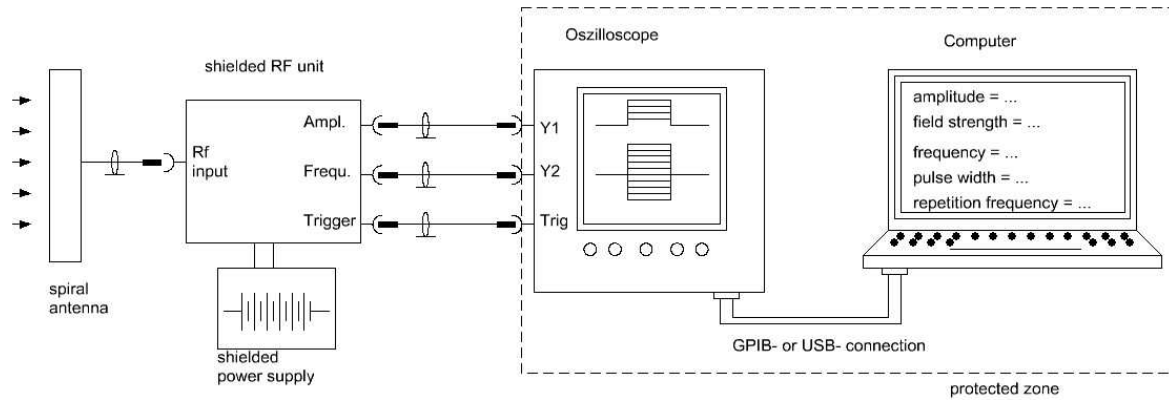 Oszilloscope
Computer
shielded RF unit
Ampl.
Rf
input
Frequ.
Trigger
Y1
Y2
Trig
amplitude = ...
field strength = ...
frequency = ...
pulse width = ...
repetition frequency = ...
spiral
antenna
shielded
power supply
GPIB- or USB- connection
protected zone